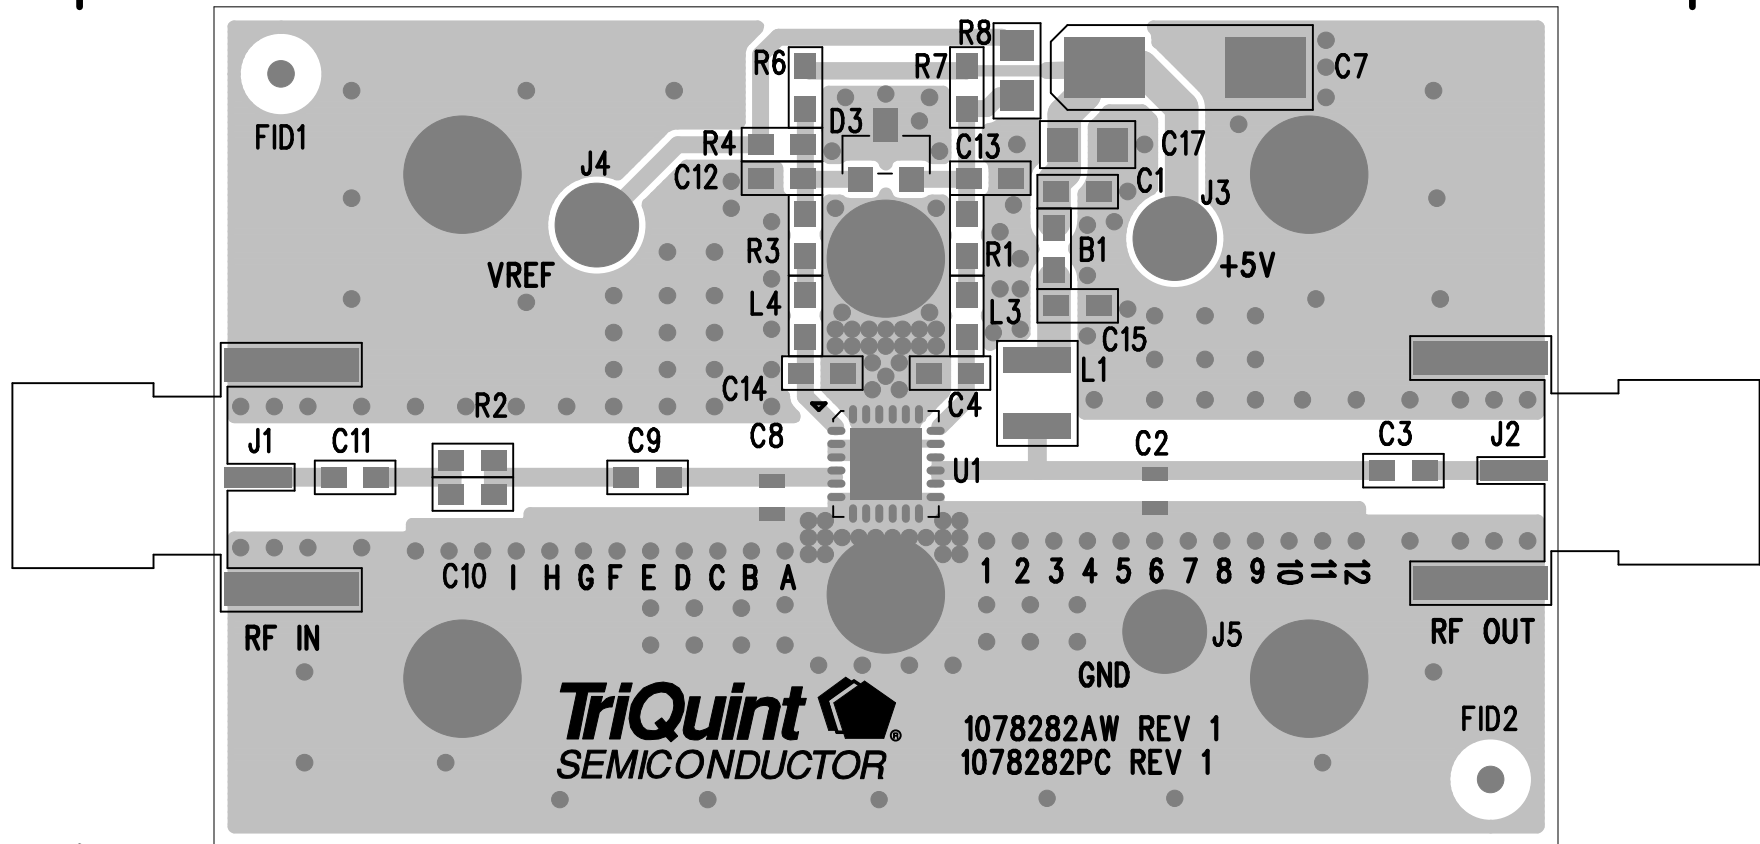 R8
R6
R7
C7
FID1
D3
R4
C13
C17
J4
C12
C1
J3
VREF
R3
R1
B1
+5V
L4
L3
C15
L1
C14
R2
C4
J1
C11
C9
C8
C2
C3
J2
U1
C10 I H G F E D C B A
1 2 3 4 5 6 7 8 9 10 11 12
RF IN
J5
RF OUT
GND
TriQuint ®
SEMICONDUCTOR
1078282AW REV 1
1078282PC REV 1
FID2